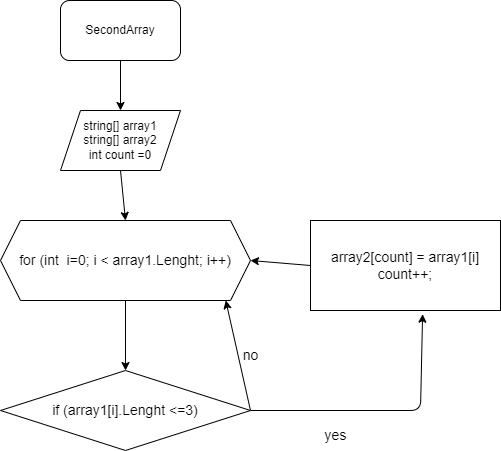 SecondArray
string[] array1
string[] array2
int count =0
for (int i=0; i < array1.Lenght; i++)
array2[count] = array1[i]
count++;
no
if (array1[i].Lenght <=3)
yes